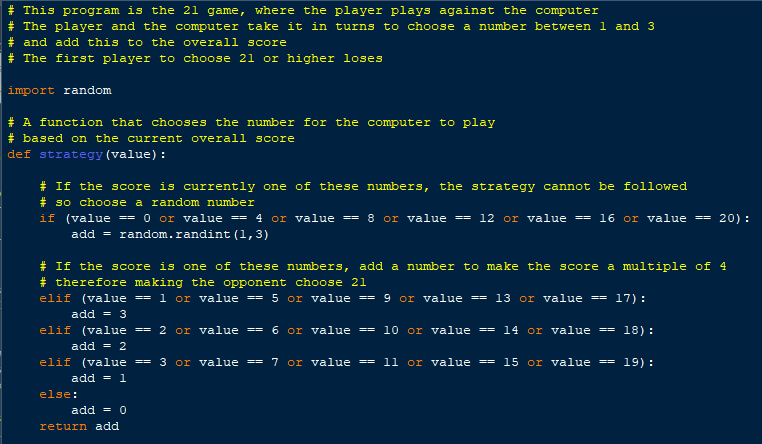 # This program is the 21 game, where the player plays against the computer
# The player and the computer take it in turns to choose a number between 1 and 3
# and add this to the overall score
# The first player to choose 21 or higher loses

import random

# A function that chooses the number for the computer to play
# based on the current overall score
def strategy(value):

    # If the score is currently one of these numbers, the strategy cannot be followed
    # so choose a random number
    if (value == 0 or value == 4 or value == 8 or value == 12 or value == 16 or value == 20):
        add = random.randint(1,3)

    # If the score is one of these numbers, add a number to make the score a multiple of 4
    # therefore making the opponent choose 21
    elif (value == 1 or value == 5 or value == 9 or value == 13 or value == 17):
        add = 3
    elif (value == 2 or value == 6 or value == 10 or value == 14 or value == 18):
        add = 2
    elif (value == 3 or value == 7 or value == 11 or value == 15 or value == 19):
        add = 1
    else:
        add = 0
    return add